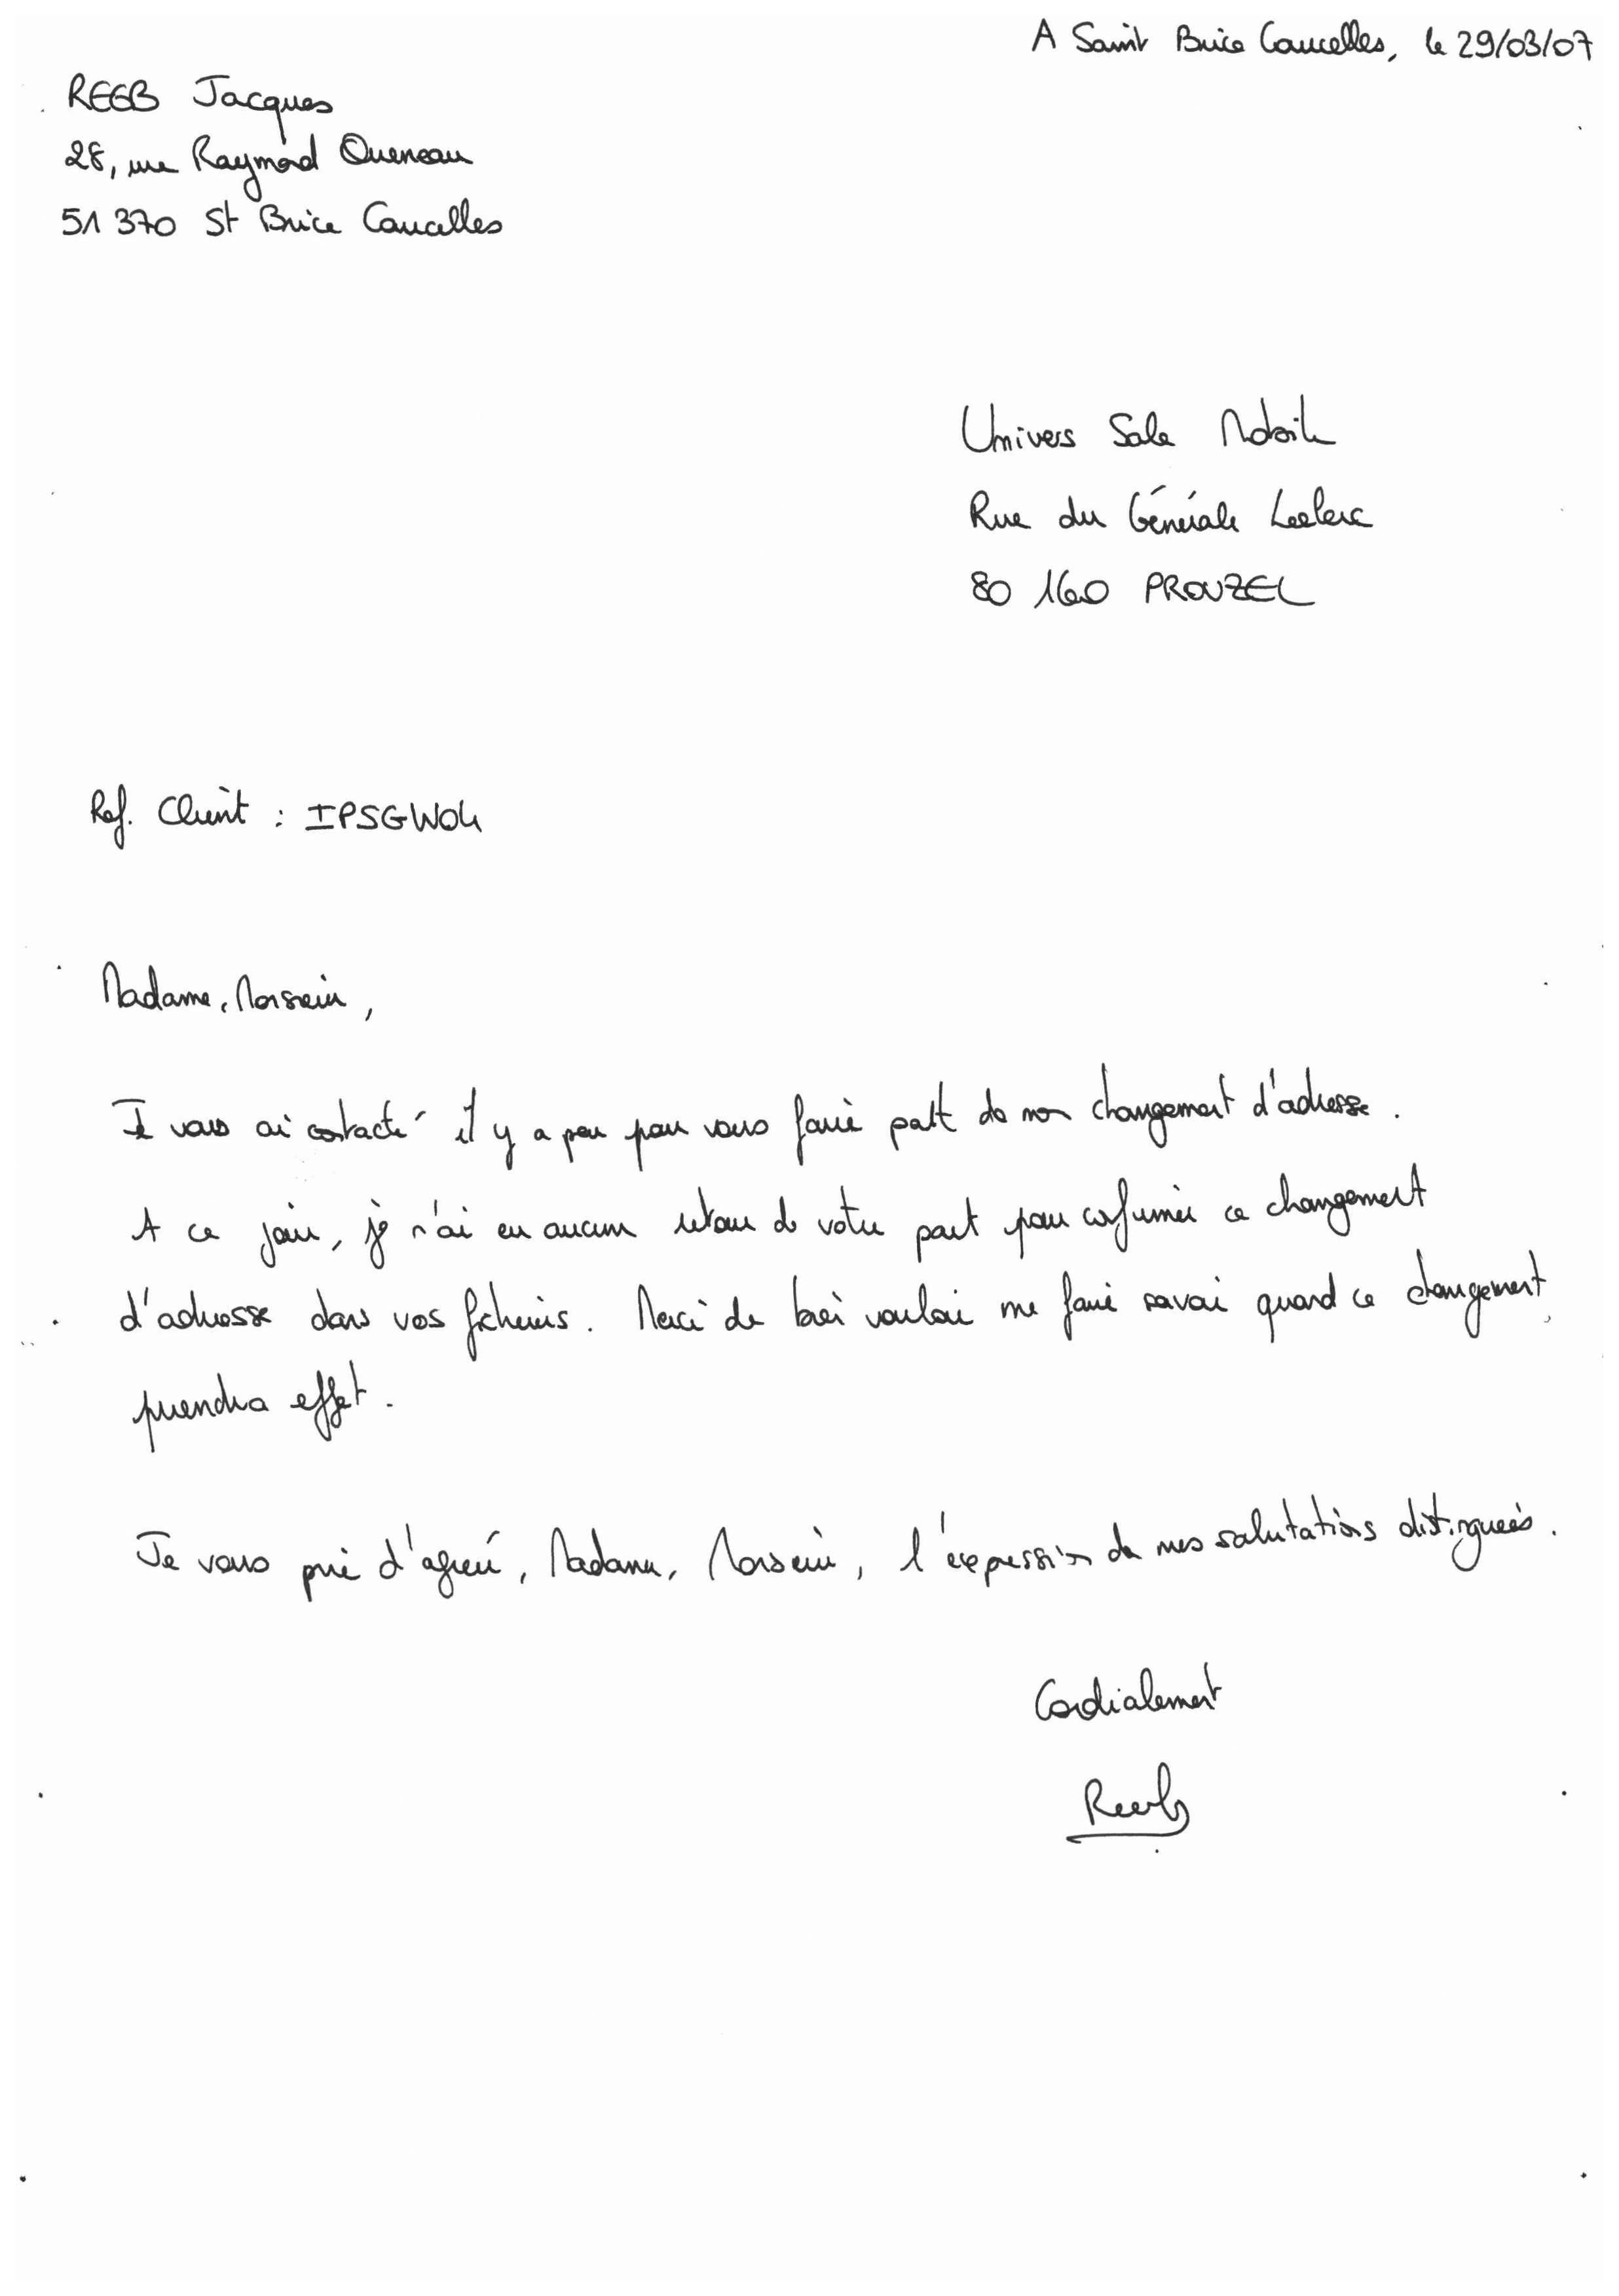 A Saint Brice Courcelles, le 29/03/07
REGB Jacques
28, rue Raymond Queneau
51 370 St Brice Courcelles
Univers Sale Mobile
Rue du Générale Leclerc
80 160 PROUZEL
Ref. Client : IPSGW04
Madame, Monsieur,
Je vous ai contacté il y a peu pour vous faire part de mon changement d'adresse.
A ce jour, je n'ai eu aucun retour de votre part pour confirmer ce changement
d'adresse dans vos fichiers. Merci de bien vouloir me faire savoir quand ce changement
prendra effet.
Je vous prie d'agréer, Madame, Monsieur, l'expression de mes salutations distinguées.
Cordialement